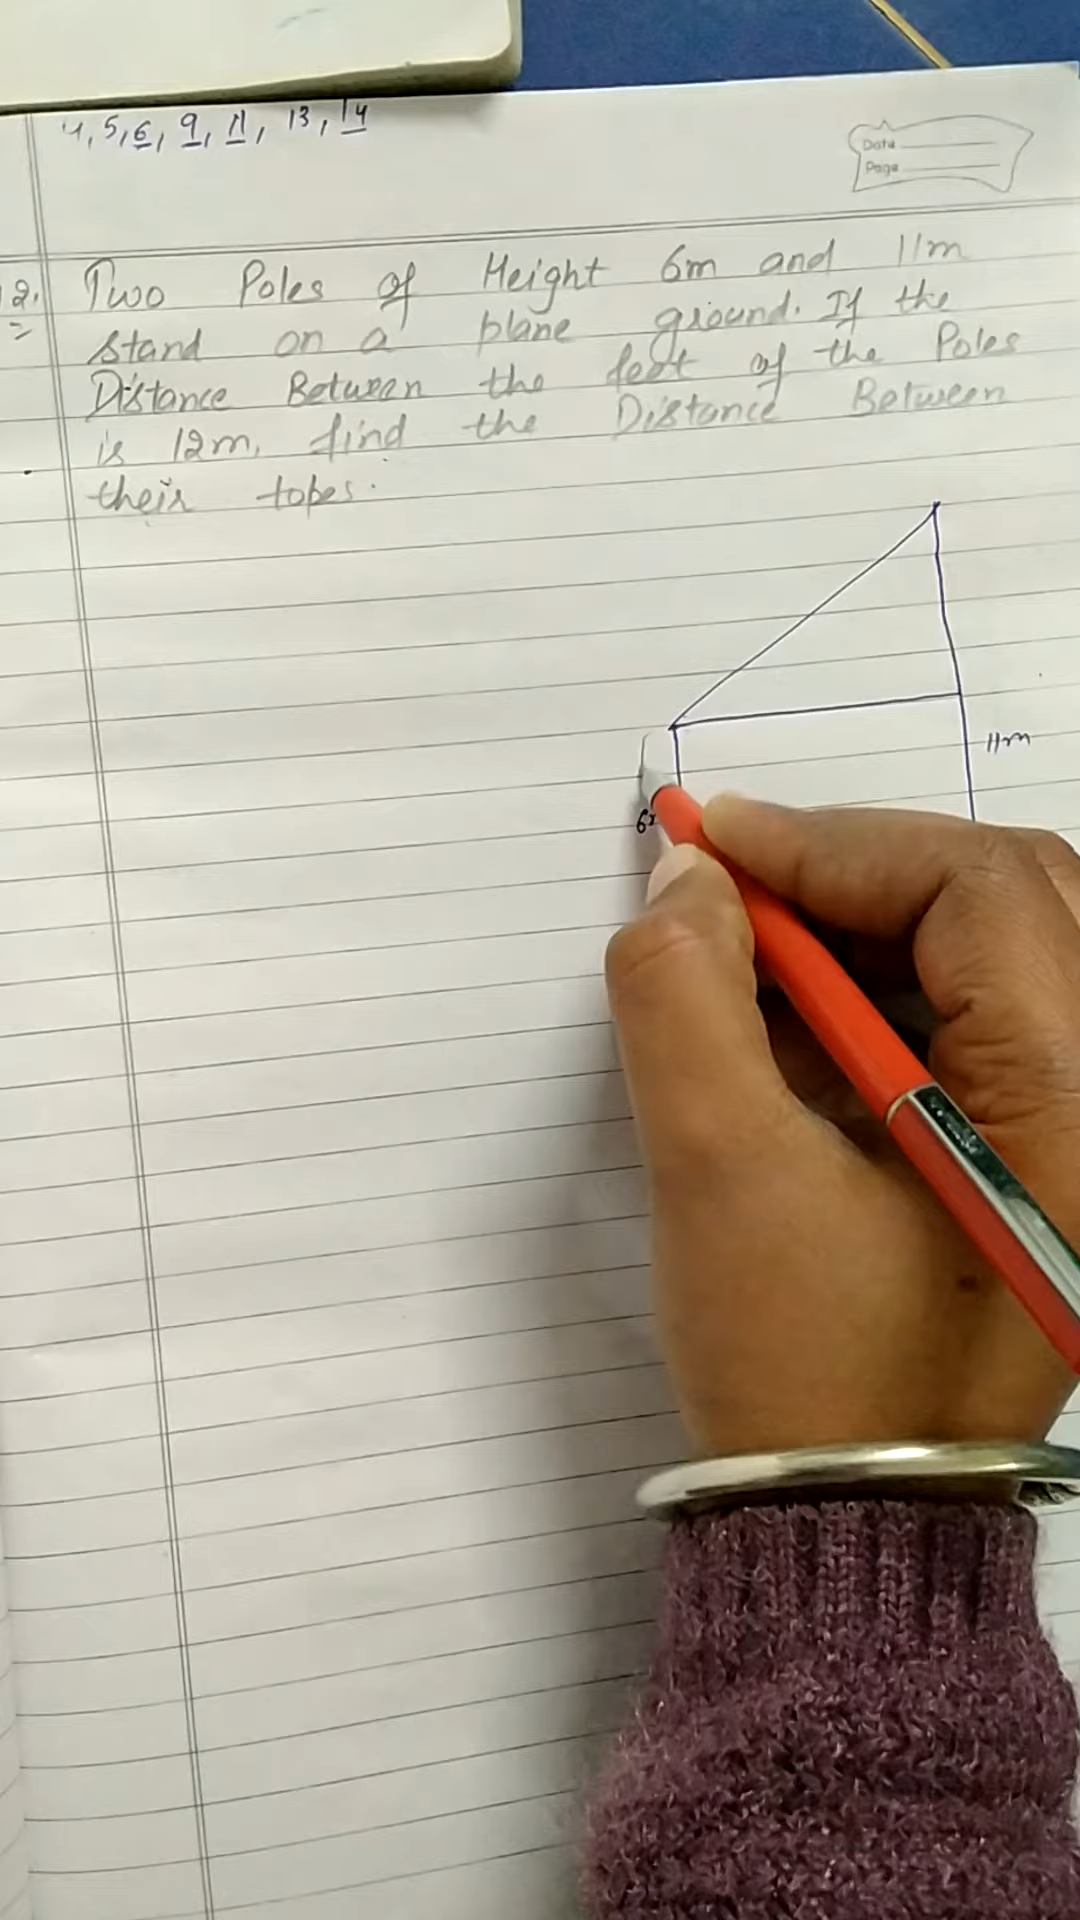 4, 5, 6, 9, 11, 13, 14
Date
Page
12. Two Poles of Height 6m and 11m
stand on a plane ground. If the
Distance Between the feet of the Poles
is 12m, find the Distance Between
their topes.
11m